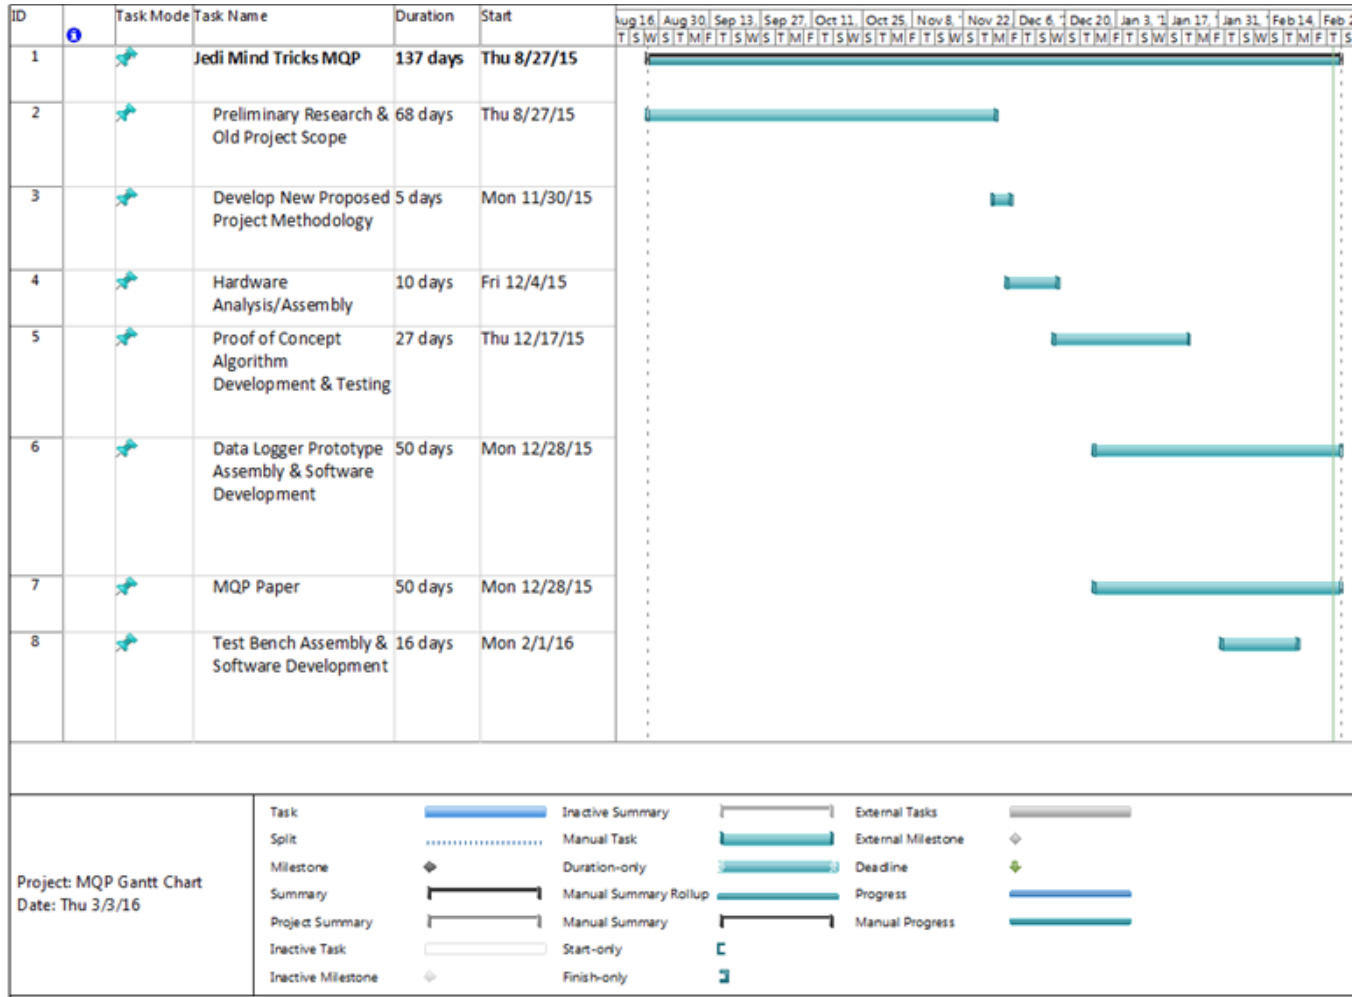 ID Task Mode Task Name Duration Start Aug 16, Aug 30, Sep 13, Sep 27, Oct 11, Oct 25, Nov 8, ' Nov 22, Dec 6, ' Dec 20, Jan 3, '1 Jan 17, ' Jan 31, ' Feb 14, Feb 2
T S W S T M F T S W S T M F T S W S T M F T S W S T M F T S W S T M F T S W S T M F T S
1 Jedi Mind Tricks MQP 137 days Thu 8/27/15
2 Preliminary Research & 68 days Thu 8/27/15
Old Project Scope
3 Develop New Proposed 5 days Mon 11/30/15
Project Methodology
4 Hardware 10 days Fri 12/4/15
Analysis/Assembly
5 Proof of Concept 27 days Thu 12/17/15
Algorithm
Development & Testing
6 Data Logger Prototype 50 days Mon 12/28/15
Assembly & Software
Development
7 MQP Paper 50 days Mon 12/28/15
8 Test Bench Assembly & 16 days Mon 2/1/16
Software Development
Project: MQP Gantt Chart
Date: Thu 3/3/16
Task Inactive Summary External Tasks
Split Manual Task External Milestone
Milestone Duration-only Deadline
Summary Manual Summary Rollup Progress
Project Summary Manual Summary Manual Progress
Inactive Task Start-only
Inactive Milestone Finish-only